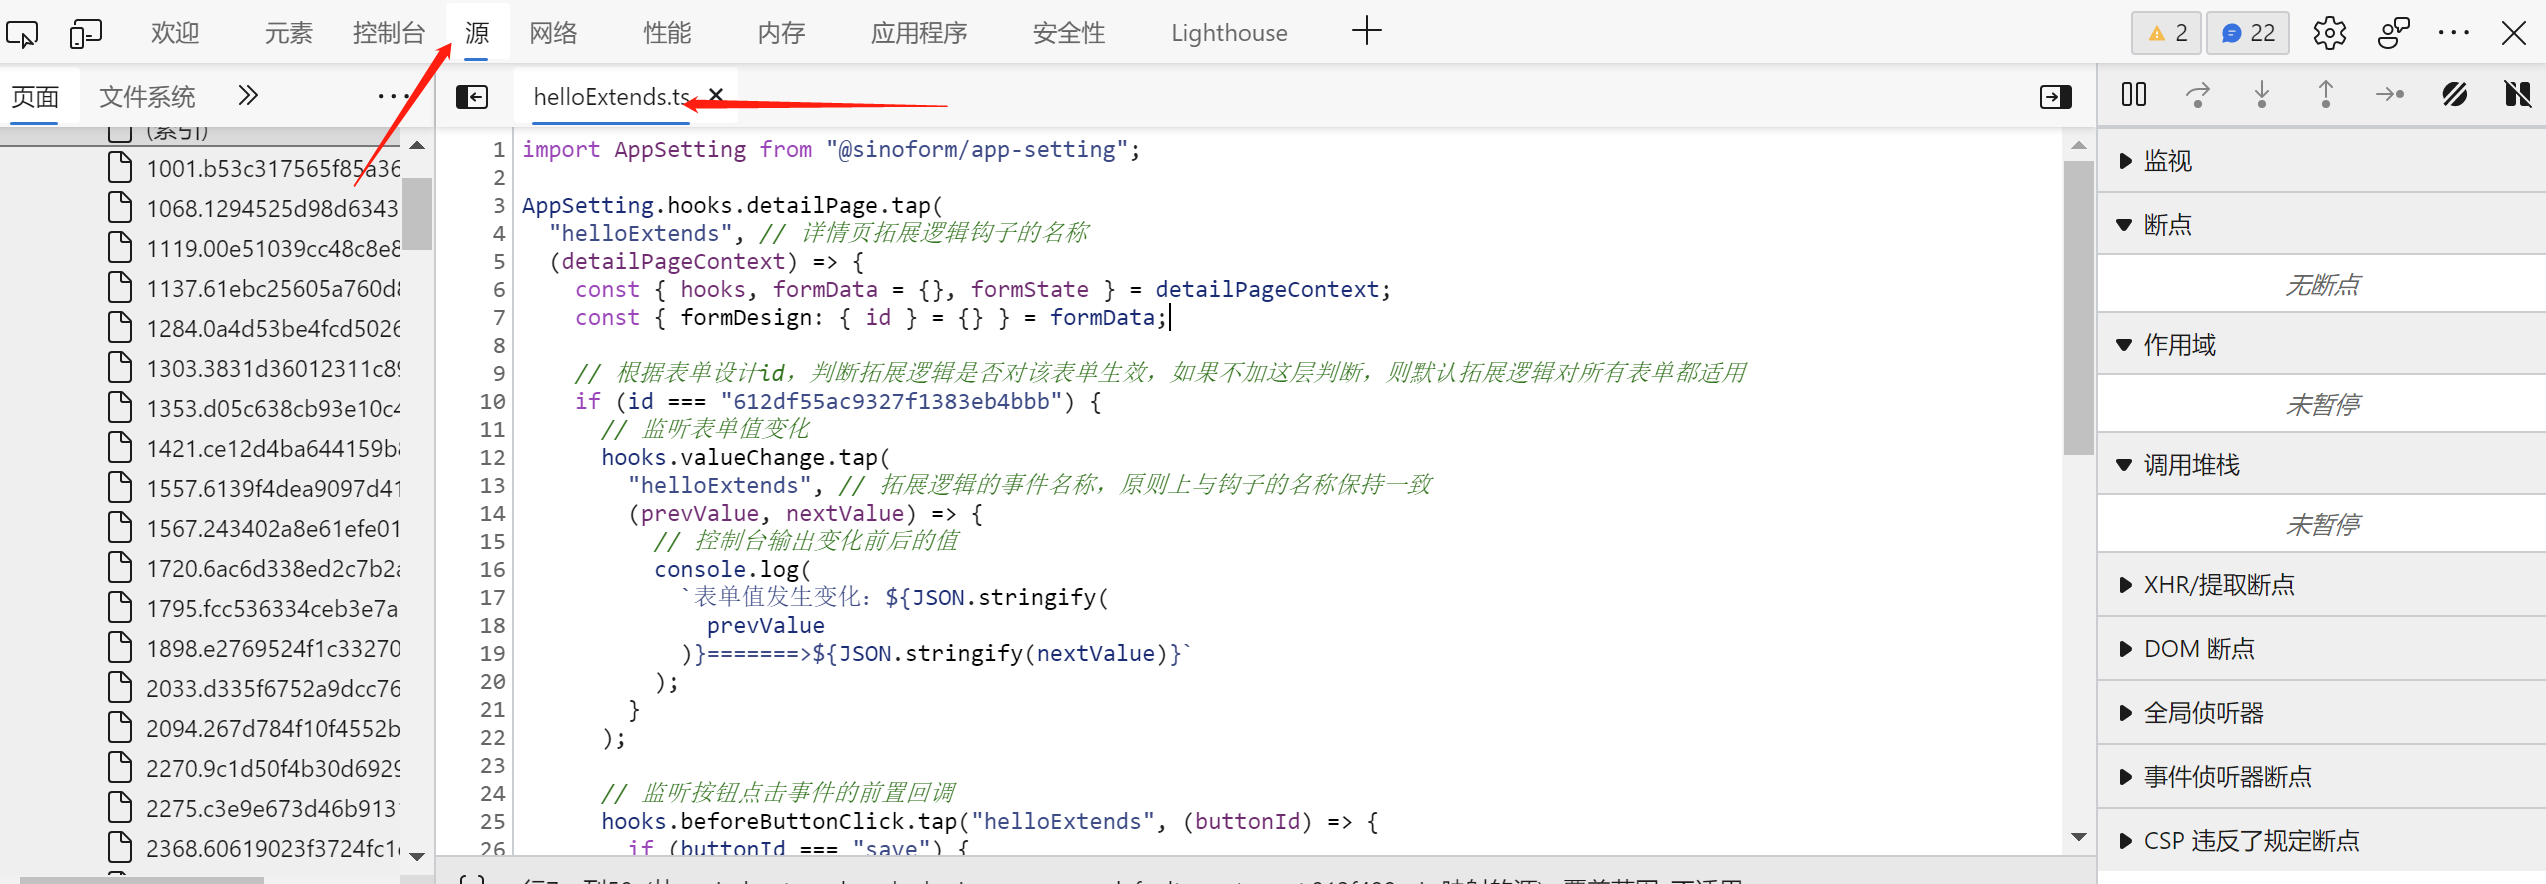 欢迎 元素 控制台 源 网络 性能 内存 应用程序 安全性 Lighthouse 2 22
页面 文件系统 helloExtends.ts
(索引)
1001.b53c317565f85a36
1068.1294525d98d6343
1119.00e51039cc48c8e8
1137.61ebc25605a760d8
1284.0a4d53be4fcd5026
1303.3831d36012311c89
1353.d05c638cb93e10c4
1421.ce12d4ba644159b8
1557.6139f4dea9097d41
1567.243402a8e61efe01
1720.6ac6d338ed2c7b2a
1795.fcc536334ceb3e7a
1898.e2769524f1c33270
2033.d335f6752a9dcc76
2094.267d784f10f4552b
2270.9c1d50f4b30d6929
2275.c3e9e673d46b9131
2368.60619023f3724fc1
1 import AppSetting from "@sinoform/app-setting";
2
3 AppSetting.hooks.detailPage.tap(
4 "helloExtends", // 详情页拓展逻辑钩子的名称
5 (detailPageContext) => {
6 const { hooks, formData = {}, formState } = detailPageContext;
7 const { formDesign: { id } = {} } = formData;
8
9 // 根据表单设计id，判断拓展逻辑是否对该表单生效，如果不加这层判断，则默认拓展逻辑对所有表单都适用
10 if (id === "612df55ac9327f1383eb4bbb") {
11 // 监听表单值变化
12 hooks.valueChange.tap(
13 "helloExtends", // 拓展逻辑的事件名称，原则上与钩子的名称保持一致
14 (prevValue, nextValue) => {
15 // 控制台输出变化前后的值
16 console.log(
17 `表单值发生变化：${JSON.stringify(
18 prevValue
19 )}=======>${JSON.stringify(nextValue)}`
20 );
21 }
22 );
23
24 // 监听按钮点击事件的前置回调
25 hooks.beforeButtonClick.tap("helloExtends", (buttonId) => {
26 if (buttonId === "save") {
监视
断点
无断点
作用域
未暂停
调用堆栈
未暂停
XHR/提取断点
DOM 断点
全局侦听器
事件侦听器断点
CSP 违反了规定断点